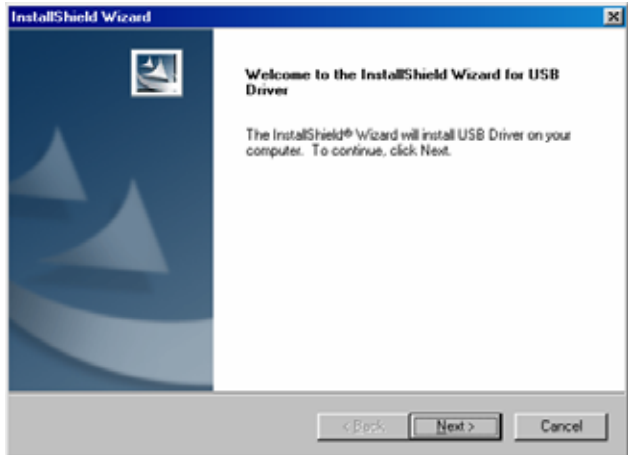 InstallShield Wizard
Welcome to the InstallShield Wizard for USB
Driver
The InstallShield® Wizard will install USB Driver on your
computer. To continue, click Next.
< Back
Next >
Cancel